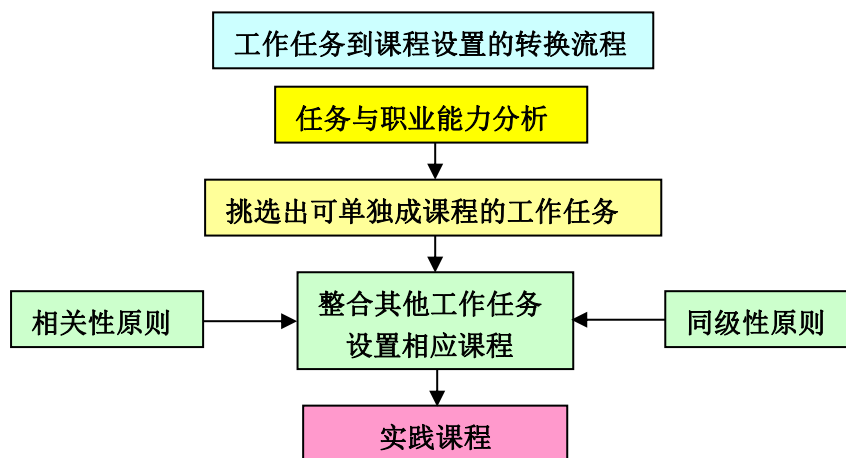 工作任务到课程设置的转换流程
任务与职业能力分析
挑选出可单独成课程的工作任务
相关性原则
整合其他工作任务
设置相应课程
同级性原则
实践课程